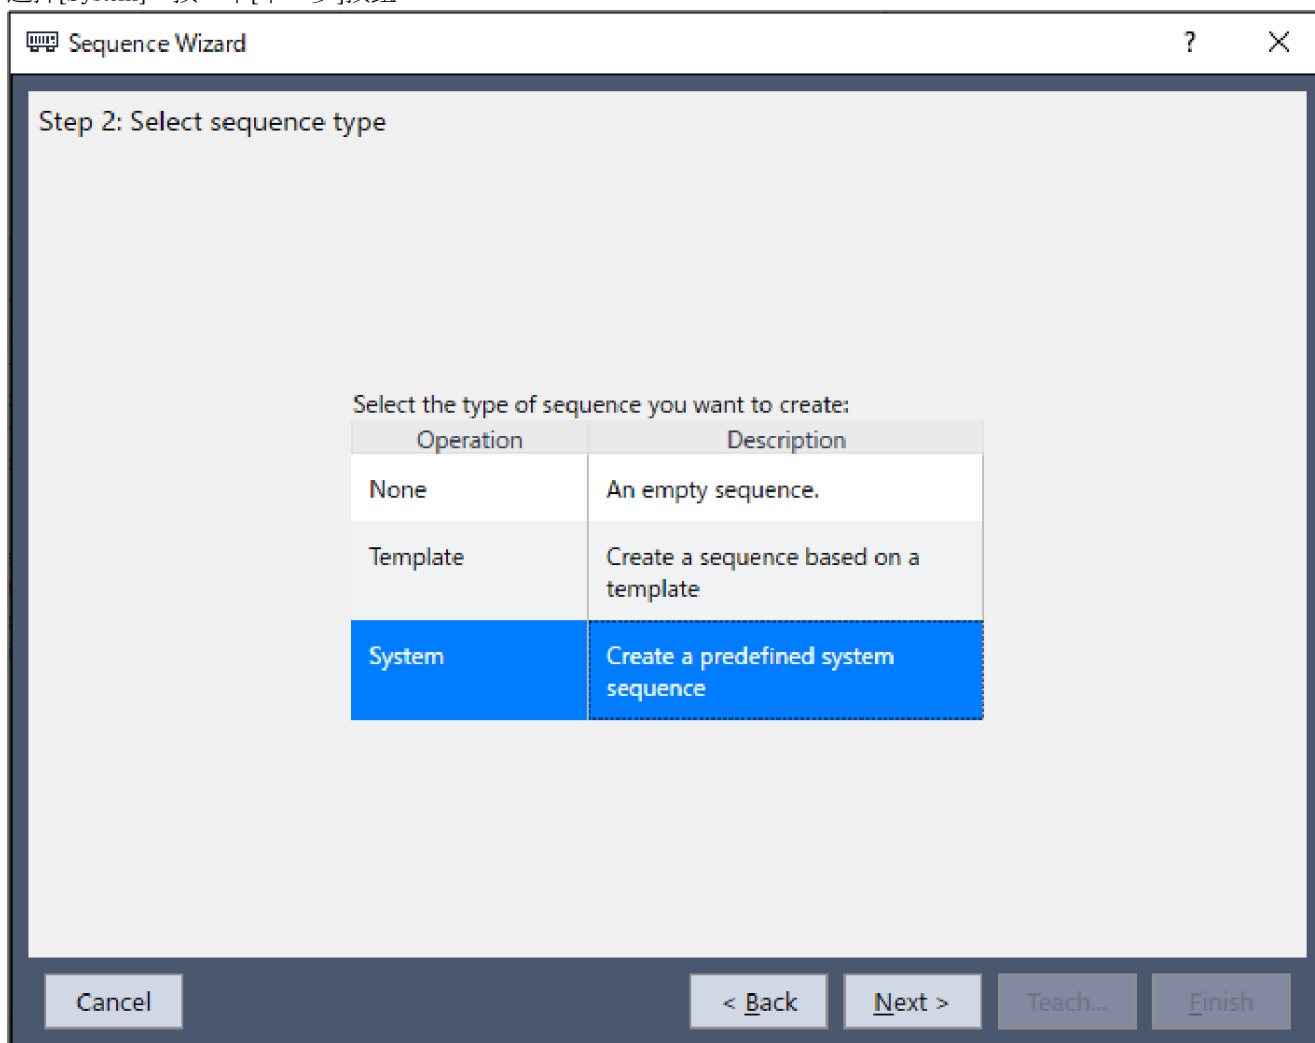 Sequence Wizard
?
Step 2: Select sequence type
Select the type of sequence you want to create:
Operation Description
None An empty sequence.
Template Create a sequence based on a
template
System Create a predefined system
sequence
Cancel < Back Next > Teach... Finish